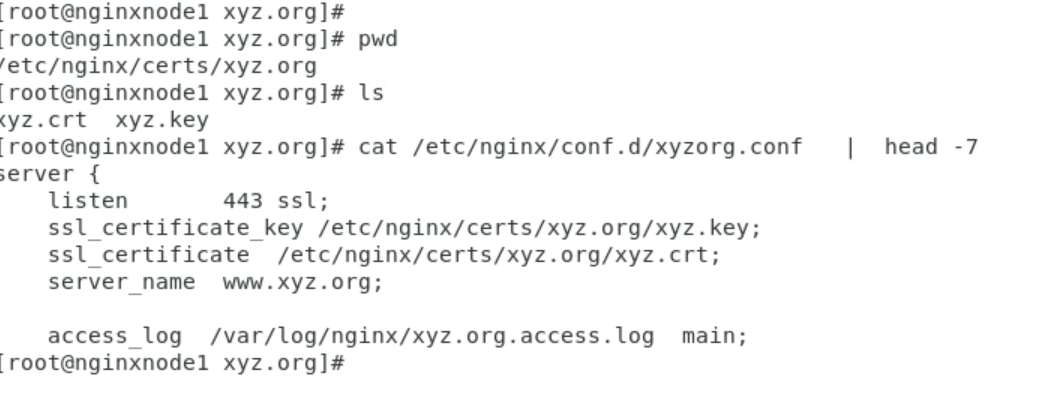 [root@nginxnode1 xyz.org]#
[root@nginxnode1 xyz.org]# pwd
/etc/nginx/certs/xyz.org
[root@nginxnode1 xyz.org]# ls
xyz.crt  xyz.key
[root@nginxnode1 xyz.org]# cat /etc/nginx/conf.d/xyzorg.conf   |  head -7
server {
    listen       443 ssl;
    ssl_certificate_key /etc/nginx/certs/xyz.org/xyz.key;
    ssl_certificate  /etc/nginx/certs/xyz.org/xyz.crt;
    server_name  www.xyz.org;

    access_log  /var/log/nginx/xyz.org.access.log  main;
[root@nginxnode1 xyz.org]#